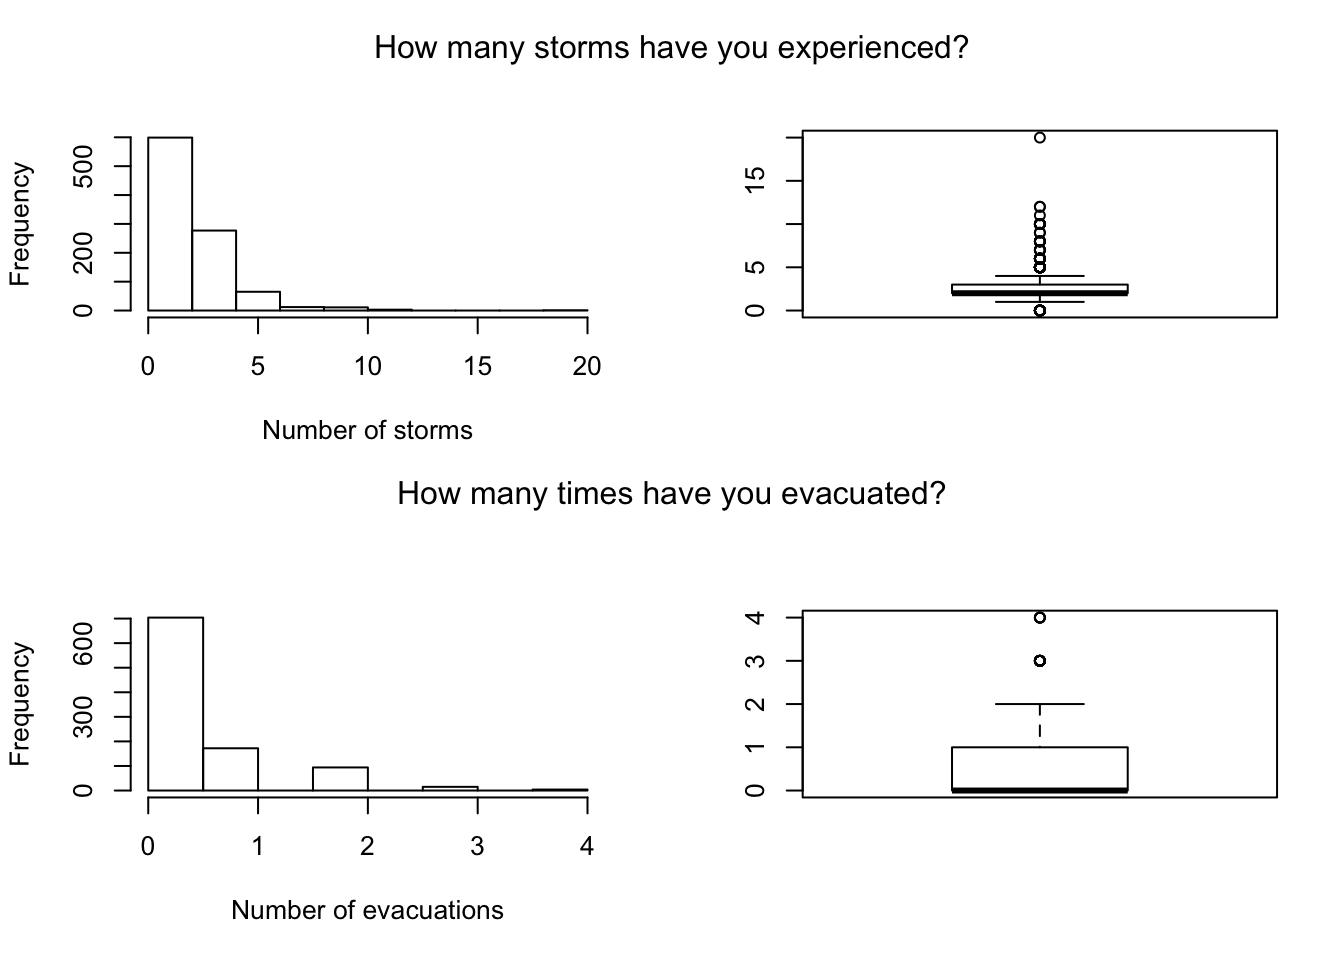 How many storms have you experienced?
Frequency
500
200
0
0 5 10 15 20
Number of storms
15
5
0
How many times have you evacuated?
Frequency
600
300
0
0 1 2 3 4
Number of evacuations
4
3
2
1
0